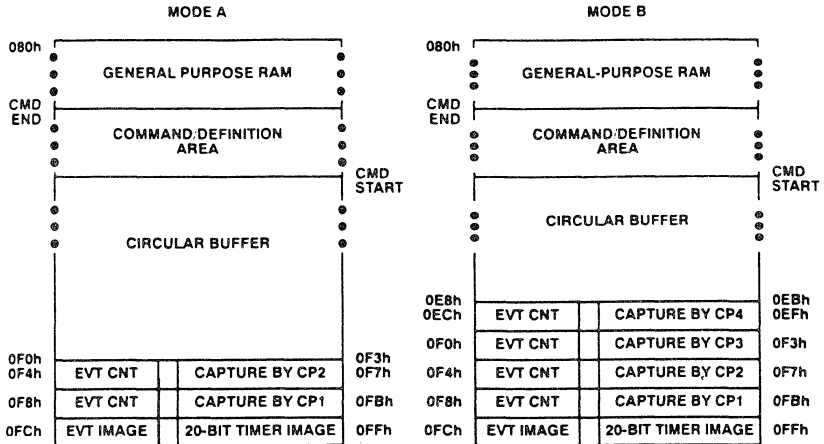 MODE A
080h
GENERAL PURPOSE RAM
CMD
END
COMMAND/DEFINITION
AREA
CMD
START
CIRCULAR BUFFER
0F0h
0F3h
0F4h EVT CNT CAPTURE BY CP2 0F7h
0F8h EVT CNT CAPTURE BY CP1 0FBh
0FCh EVT IMAGE 20-BIT TIMER IMAGE 0FFh
MODE B
080h
GENERAL-PURPOSE RAM
CMD
END
COMMAND/DEFINITION
AREA
CMD
START
CIRCULAR BUFFER
0E8h 0EBh
0ECh EVT CNT CAPTURE BY CP4 0EFh
0F0h EVT CNT CAPTURE BY CP3 0F3h
0F4h EVT CNT CAPTURE BY CP2 0F7h
0F8h EVT CNT CAPTURE BY CP1 0FBh
0FCh EVT IMAGE 20-BIT TIMER IMAGE 0FFh